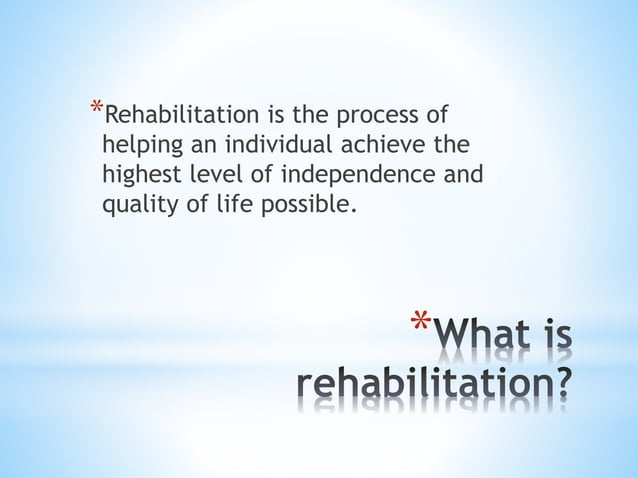 *Rehabilitation is the process of
helping an individual achieve the
highest level of independence and
quality of life possible.
*What is
rehabilitation?